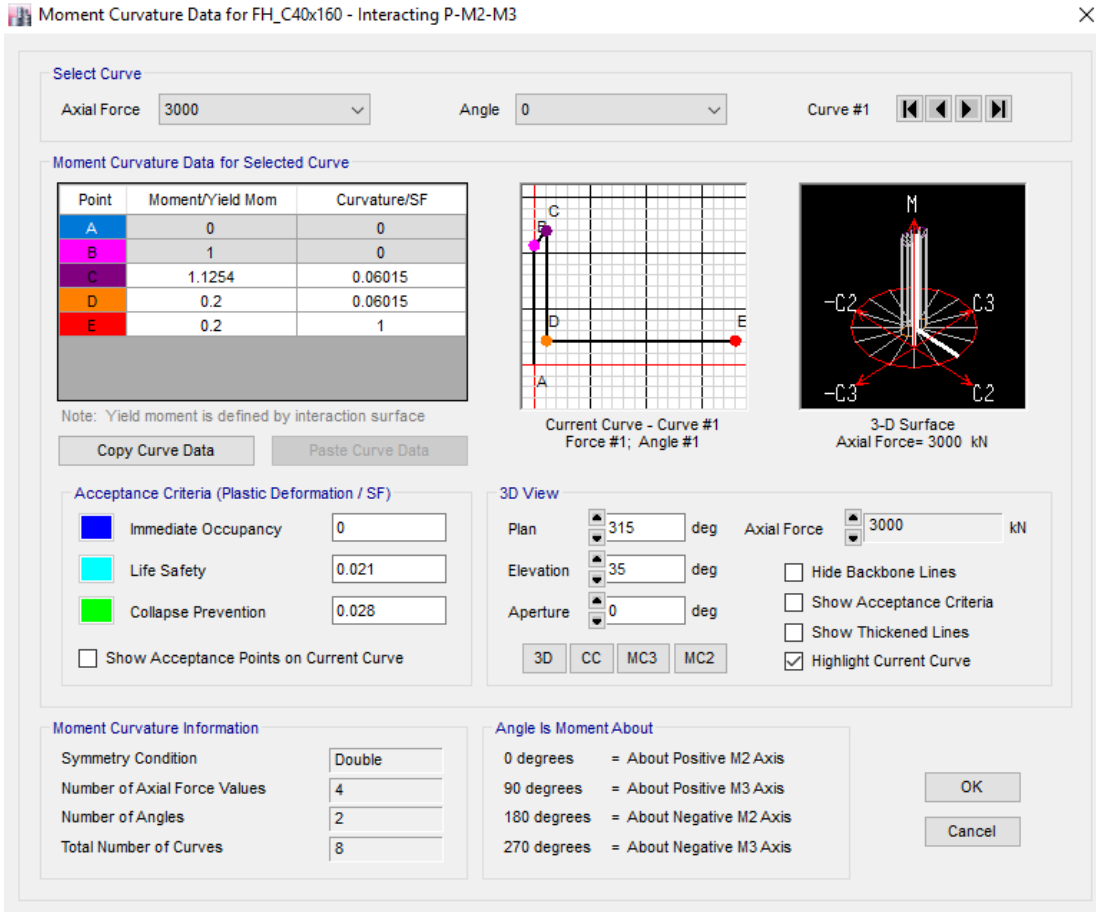 Moment Curvature Data for FH_C40x160 - Interacting P-M2-M3
Select Curve
Axial Force 3000 Angle 0 Curve #1
Moment Curvature Data for Selected Curve
Point Moment/Yield Mom Curvature/SF
A 0 0
B 1 0
C 1.1254 0.06015
D 0.2 0.06015
E 0.2 1
Note: Yield moment is defined by interaction surface
Copy Curve Data Paste Curve Data
C
B
D E
A
Current Curve - Curve #1
Force #1; Angle #1
M
-C2 C3
-C3 C2
3-D Surface
Axial Force= 3000 kN
Acceptance Criteria (Plastic Deformation / SF)
Immediate Occupancy 0
Life Safety 0.021
Collapse Prevention 0.028
Show Acceptance Points on Current Curve
3D View
Plan 315 deg Axial Force 3000 kN
Elevation 35 deg
Aperture 0 deg
Hide Backbone Lines
Show Acceptance Criteria
Show Thickened Lines
Highlight Current Curve
3D CC MC3 MC2
Moment Curvature Information
Symmetry Condition Double
Number of Axial Force Values 4
Number of Angles 2
Total Number of Curves 8
Angle Is Moment About
0 degrees = About Positive M2 Axis
90 degrees = About Positive M3 Axis
180 degrees = About Negative M2 Axis
270 degrees = About Negative M3 Axis
OK
Cancel